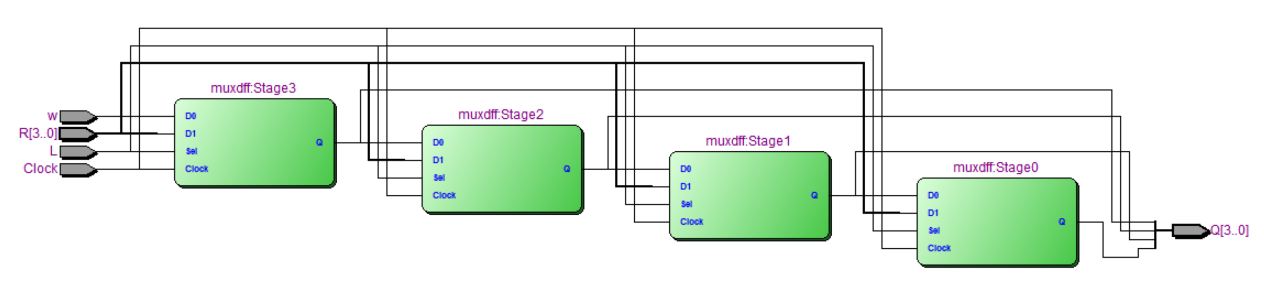 w
R[3..0]
L
Clock
muxdff:Stage3
D0
D1
Sel
Clock
Q
muxdff:Stage2
D0
D1
Sel
Clock
Q
muxdff:Stage1
D0
D1
Sel
Clock
Q
muxdff:Stage0
D0
D1
Sel
Clock
Q
Q[3..0]